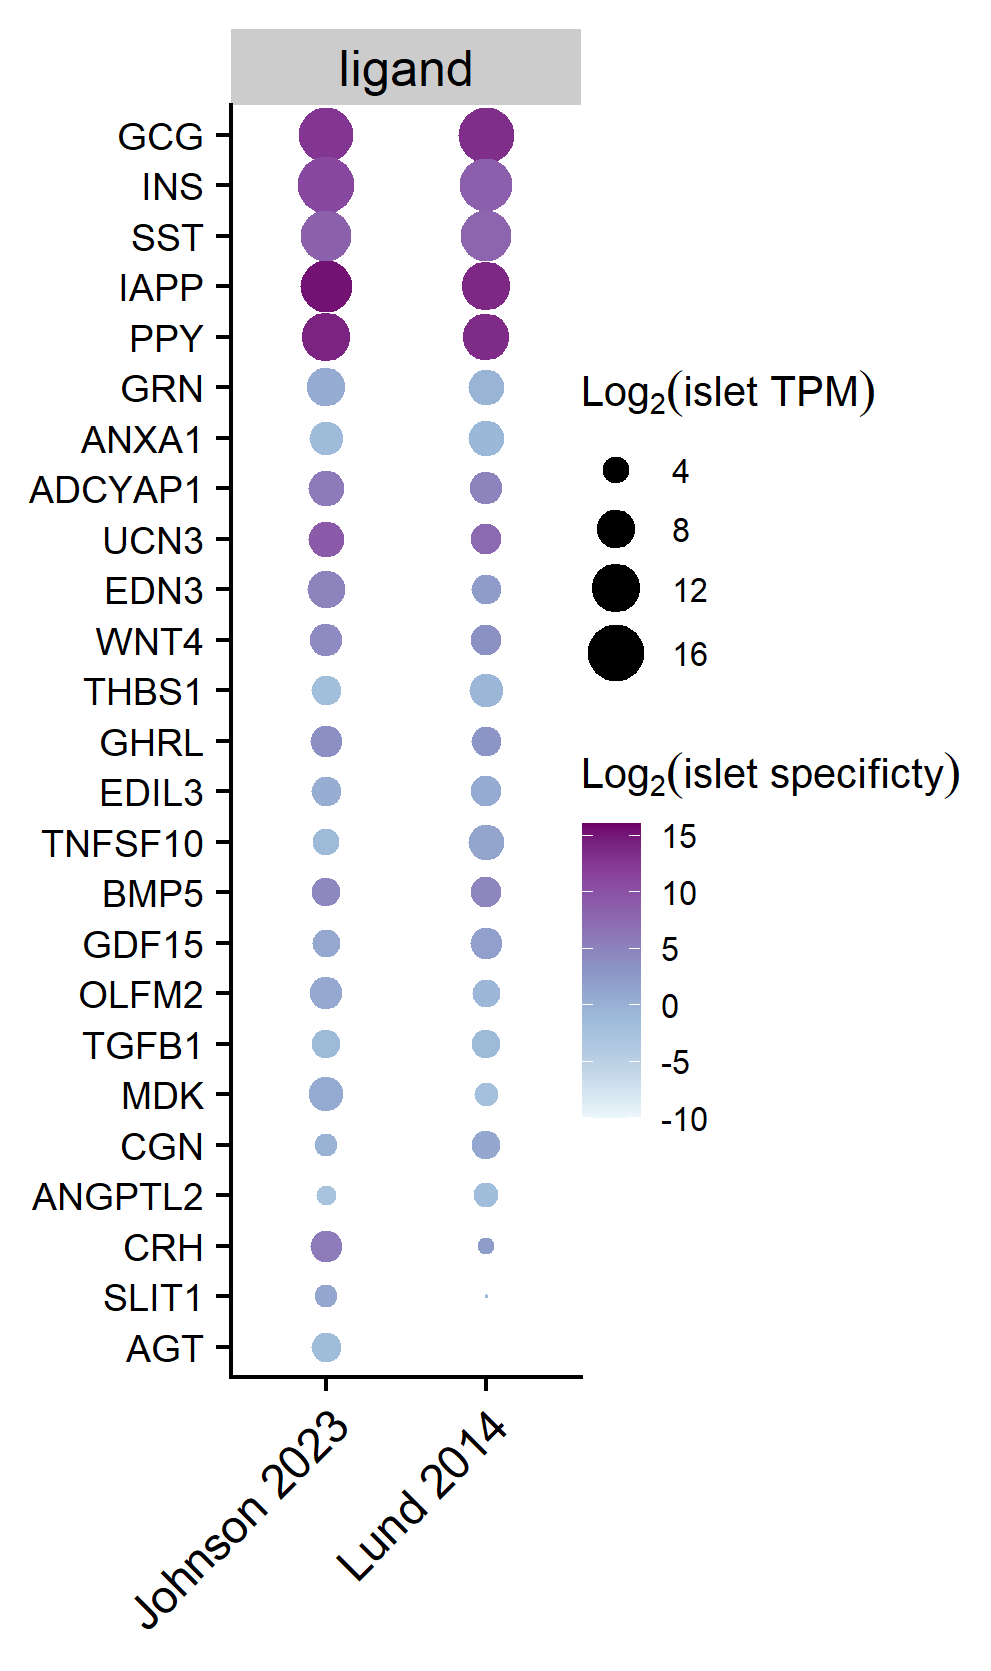 ligand
GCG
INS
SST
IAPP
PPY
GRN
ANXA1
ADCYAP1
UCN3
EDN3
WNT4
THBS1
GHRL
EDIL3
TNFSF10
BMP5
GDF15
OLFM2
TGFB1
MDK
CGN
ANGPTL2
CRH
SLIT1
AGT
Johnson 2023
Lund 2014
Log₂(islet TPM)
4
8
12
16
Log₂(islet specificty)
15
10
5
0
-5
-10